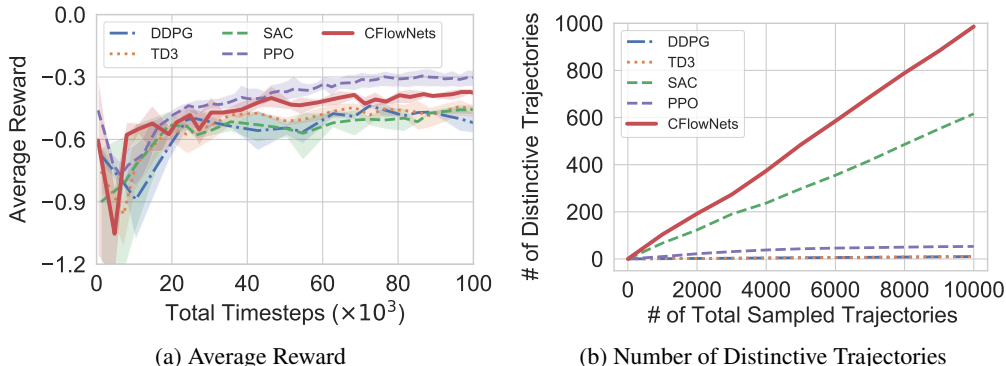 0.0
−0.3
−0.6
−0.9
−1.2
Average Reward
DDPG
TD3
SAC
PPO
CFlowNets
0 20 40 60 80 100
Total Timesteps (×10³)
(a) Average Reward
1000
800
600
400
200
0
# of Distinctive Trajectories
DDPG
TD3
SAC
PPO
CFlowNets
0 2000 4000 6000 8000 10000
# of Total Sampled Trajectories
(b) Number of Distinctive Trajectories